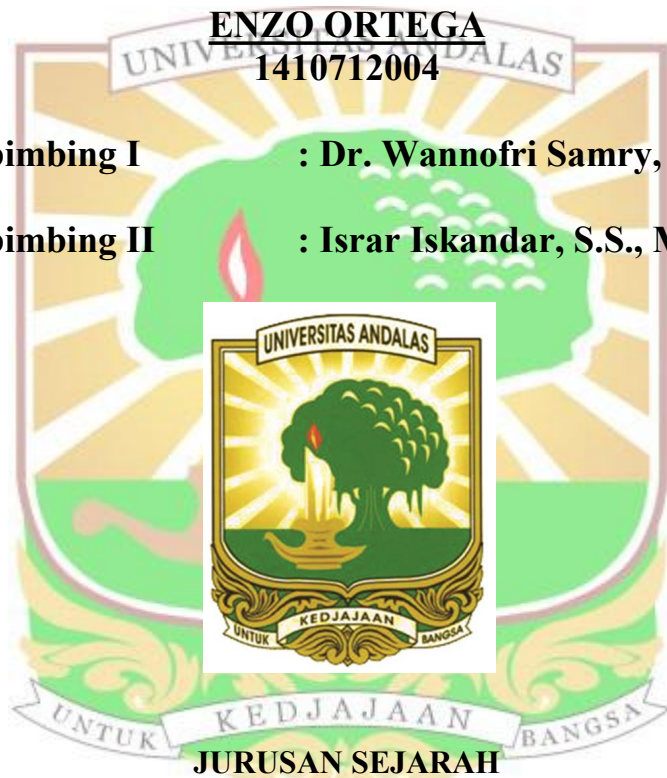 ENZO ORTEGA
UNIVERSITAS ANDALAS
1410712004
bimbing I : Dr. Wannofri Samry,
bimbing II : Israr Iskandar, S.S., M
UNIVERSITAS ANDALAS
UNTUK KEDJAJAAN BANGSA
UNTUK KEDJAJAAN BANGSA
JURUSAN SEJARAH